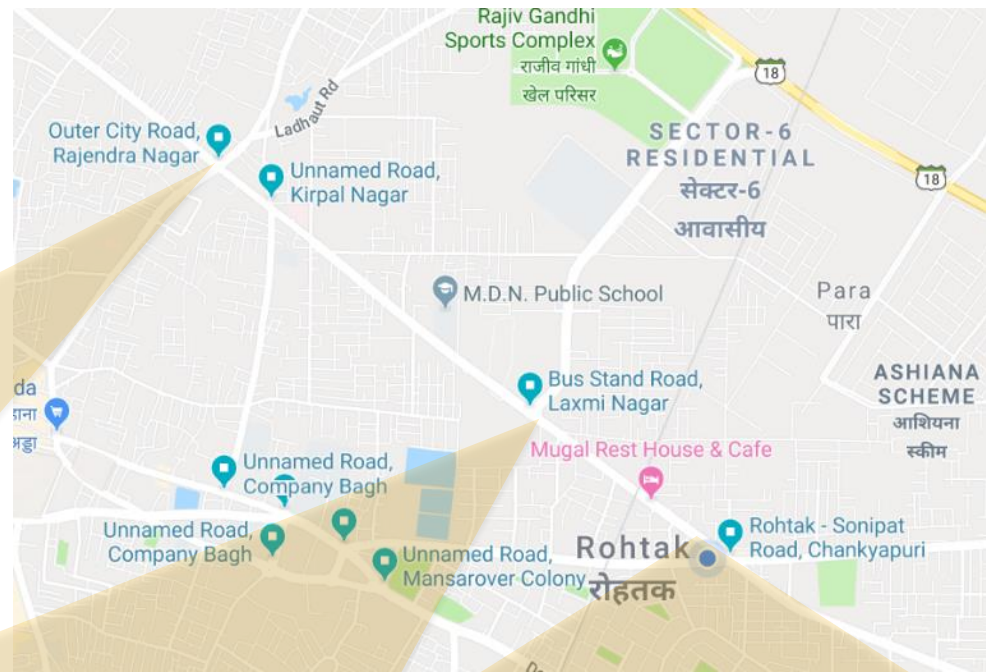 Rajiv Gandhi
Sports Complex
राजीव गांधी
खेल परिसर
18
Ladhaut Rd
Outer City Road,
Rajendra Nagar
SECTOR-6
RESIDENTIAL
सेक्टर-6
आवासीय
18
Unnamed Road,
Kirpal Nagar
M.D.N. Public School
Para
पारा
da
हाना
अड्डा
Bus Stand Road,
Laxmi Nagar
ASHIANA
SCHEME
आशियना
स्कीम
Mugal Rest House & Cafe
Unnamed Road,
Company Bagh
Unnamed Road,
Company Bagh
Unnamed Road,
Mansarover Colony
Rohtak
रोहतक
Rohtak - Sonipat
Road, Chankyapuri